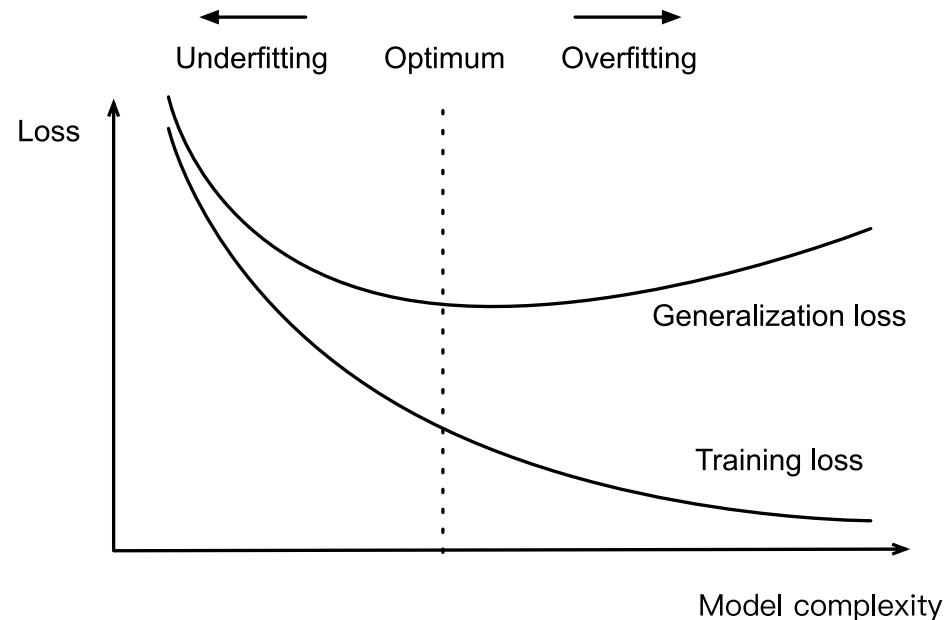 Underfitting Optimum Overfitting
Loss
Generalization loss
Training loss
Model complexity